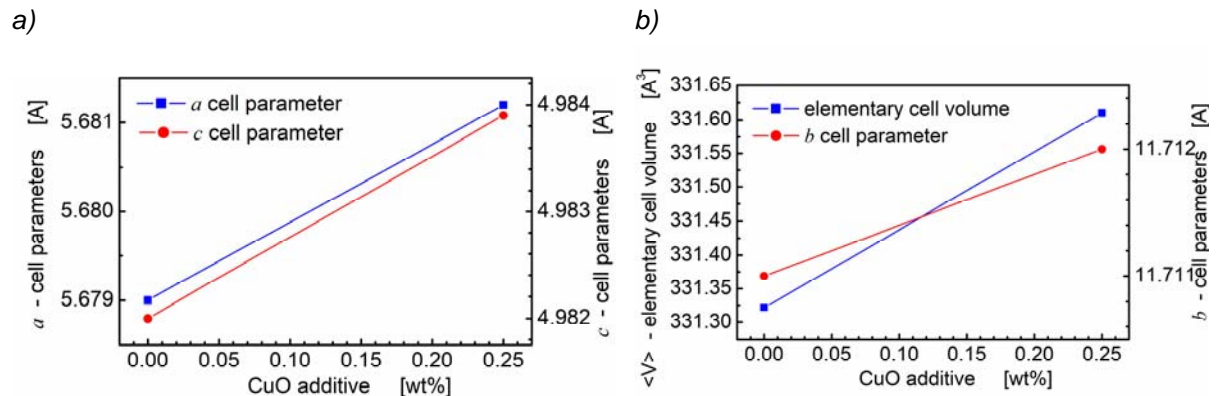 a)
b)
a cell parameter
c cell parameter
a - cell parameters [A]
5.681
5.680
5.679
c - cell parameters [A]
4.984
4.983
4.982
0.00 0.05 0.10 0.15 0.20 0.25
CuO additive [wt%]
elementary cell volume
b cell parameter
<V> - elementary cell volume [A³]
331.65
331.60
331.55
331.50
331.45
331.40
331.35
331.30
b - cell parameters [A]
11.712
11.711
0.00 0.05 0.10 0.15 0.20 0.25
CuO additive [wt%]